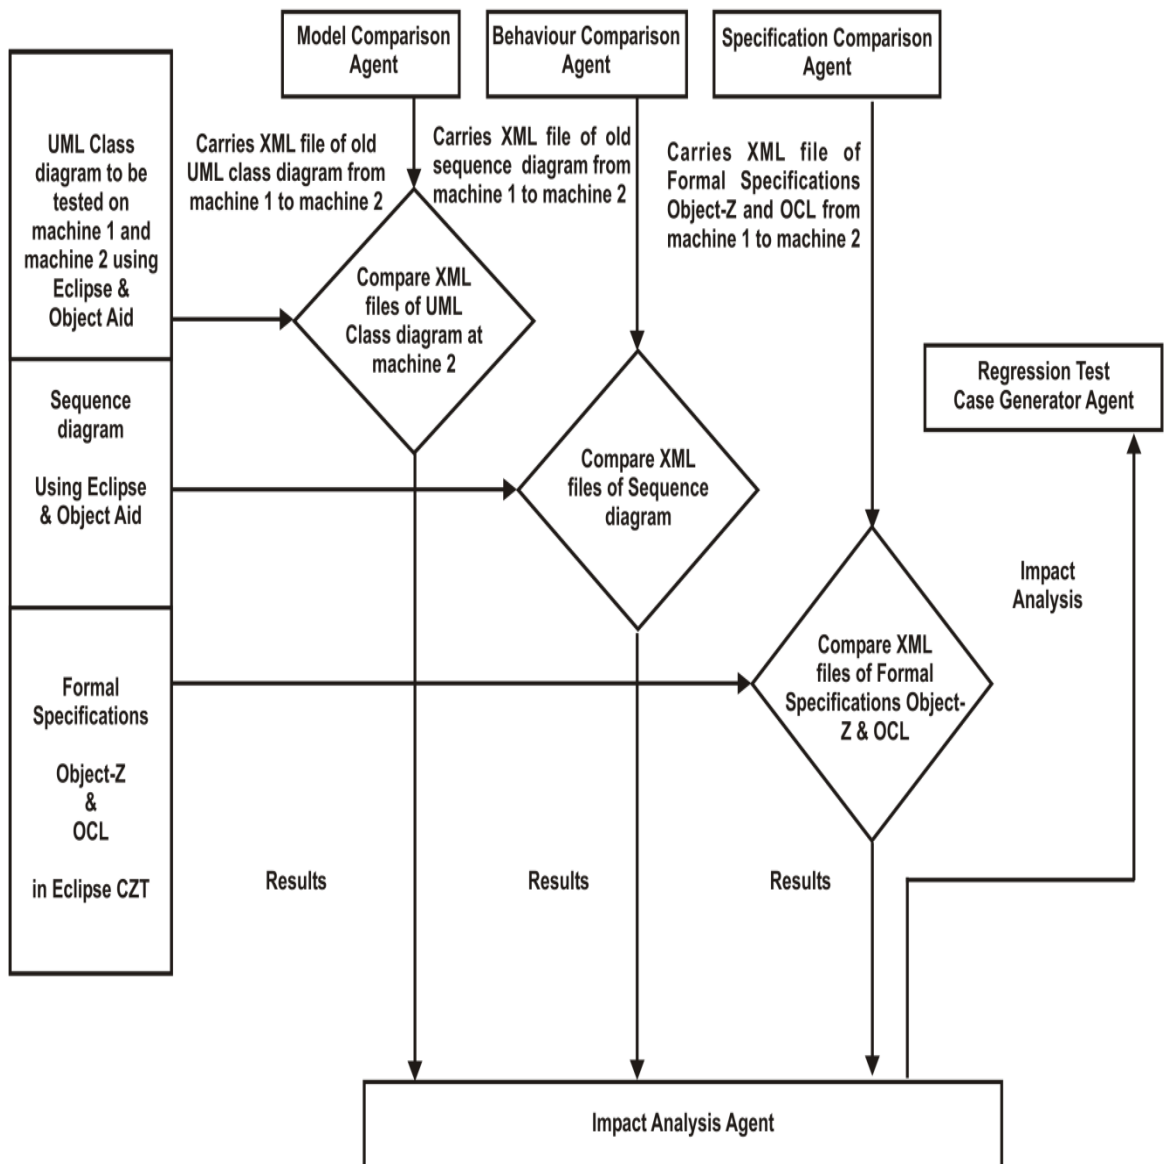 Model Comparison
Agent
Behaviour Comparison
Agent
Specification Comparison
Agent
UML Class
diagram to be
tested on
machine 1 and
machine 2 using
Eclipse &
Object Aid
Carries XML file of old
UML class diagram from
machine 1 to machine 2
Carries XML file of old
sequence diagram from
machine 1 to machine 2
Carries XML file of
Formal Specifications
Object-Z and OCL from
machine 1 to machine 2
Compare XML
files of UML
Class diagram at
machine 2
Regression Test
Case Generator Agent
Sequence
diagram
Using Eclipse
& Object Aid
Compare XML
files of Sequence
diagram
Impact
Analysis
Formal
Specifications
Object-Z
&
OCL
in Eclipse CZT
Compare XML
files of Formal
Specifications Object-
Z & OCL
Results
Results
Results
Impact Analysis Agent